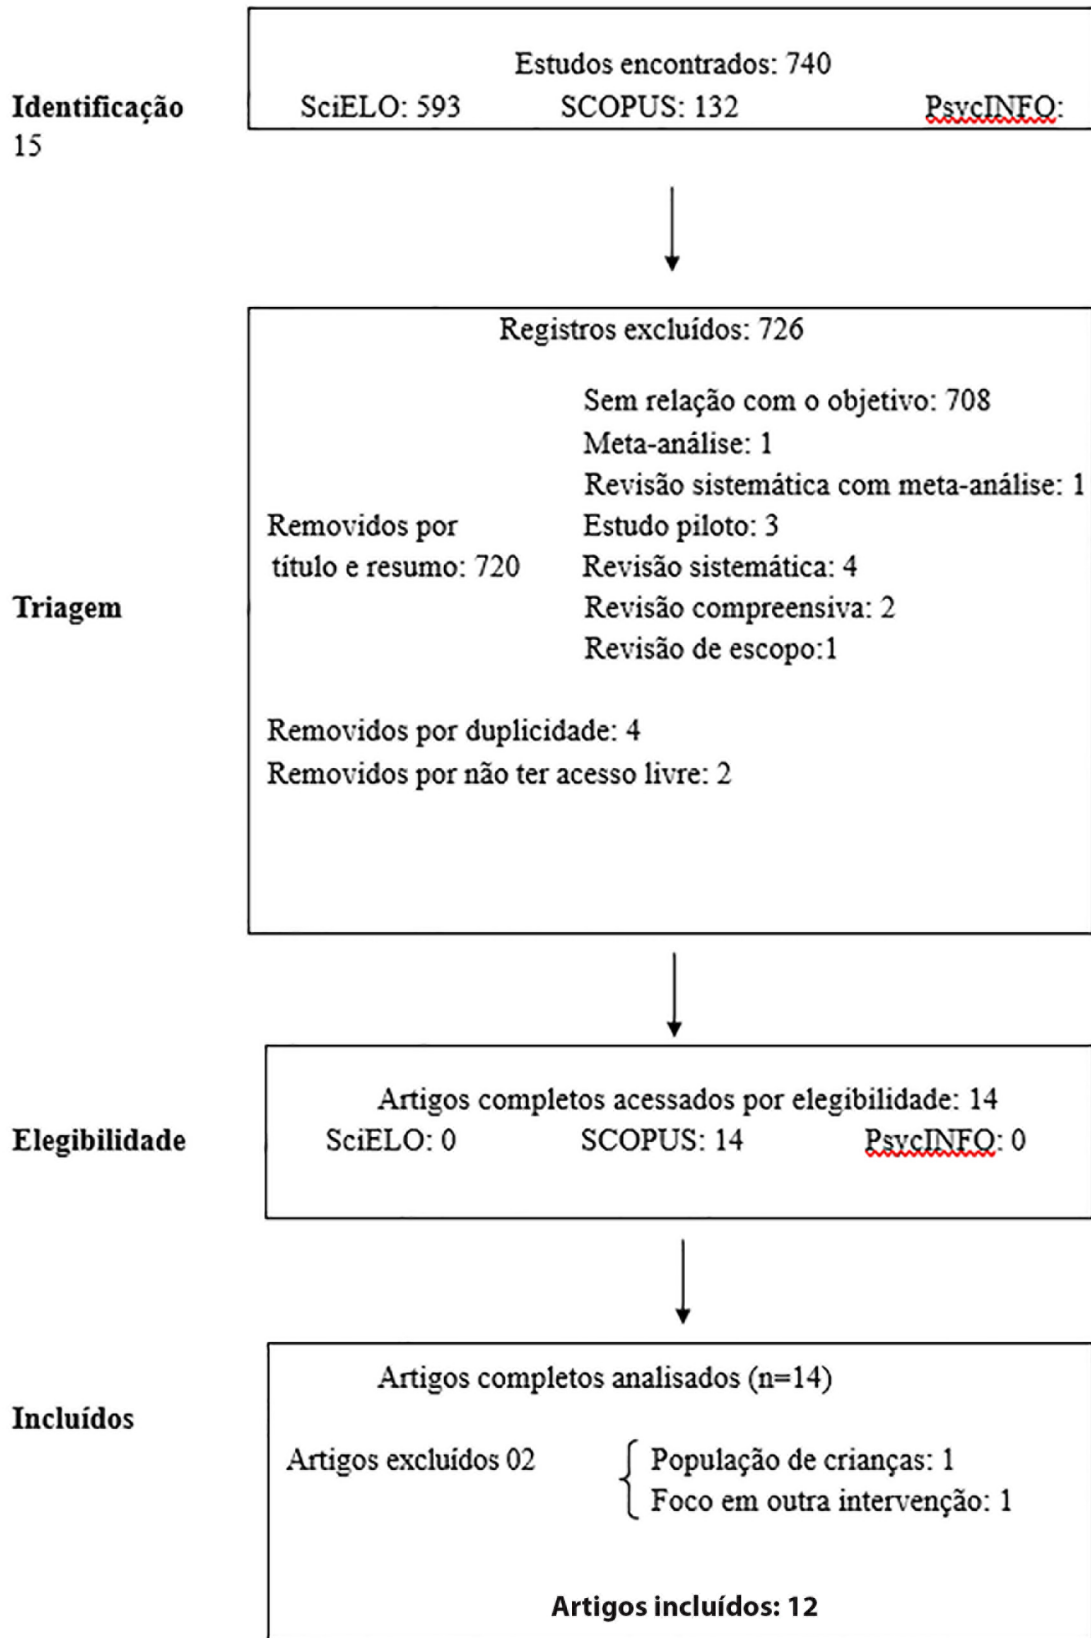 Estudos encontrados: 740
Identificação SciELO: 593 SCOPUS: 132 PsycINFO:
15
Registros excluídos: 726
Sem relação com o objetivo: 708
Meta-análise: 1
Revisão sistemática com meta-análise: 1
Removidos por Estudo piloto: 3
título e resumo: 720 Revisão sistemática: 4
Triagem Revisão compreensiva: 2
Revisão de escopo:1
Removidos por duplicidade: 4
Removidos por não ter acesso livre: 2
Artigos completos acessados por elegibilidade: 14
Elegibilidade SciELO: 0 SCOPUS: 14 PsycINFO: 0
Artigos completos analisados (n=14)
Incluídos
Artigos excluídos 02 População de crianças: 1
Foco em outra intervenção: 1
Artigos incluídos: 12